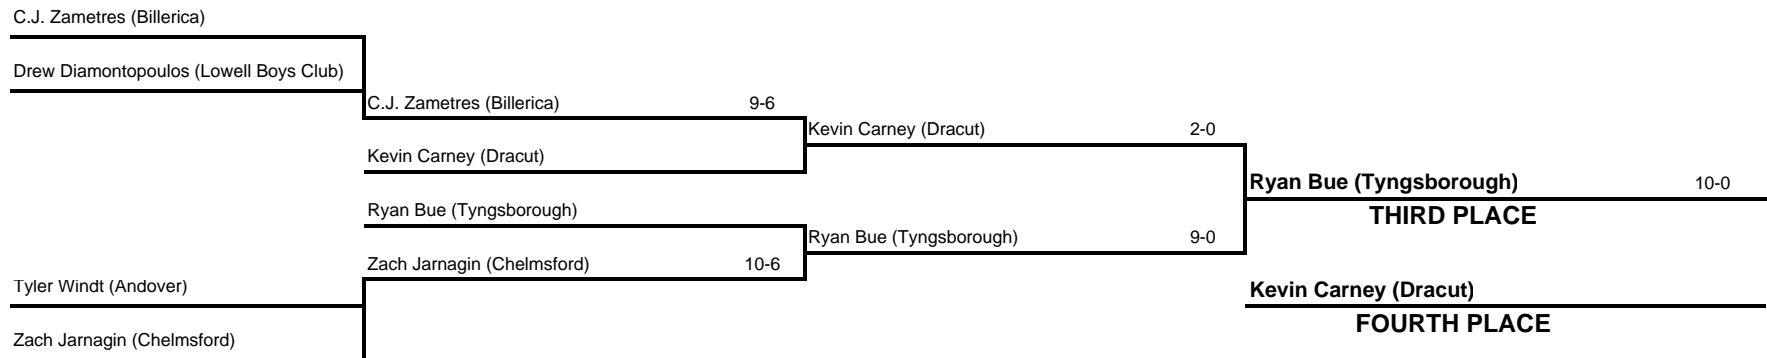 C.J. Zametres (Billerica)
Drew Diamontopoulos (Lowell Boys Club)
C.J. Zametres (Billerica) 9-6
Kevin Carney (Dracut) 2-0
Kevin Carney (Dracut)
Ryan Bue (Tyngsborough) 10-0
Ryan Bue (Tyngsborough)
THIRD PLACE
Ryan Bue (Tyngsborough) 9-0
Zach Jarnagin (Chelmsford) 10-6
Tyler Windt (Andover)
Kevin Carney (Dracut)
FOURTH PLACE
Zach Jarnagin (Chelmsford)